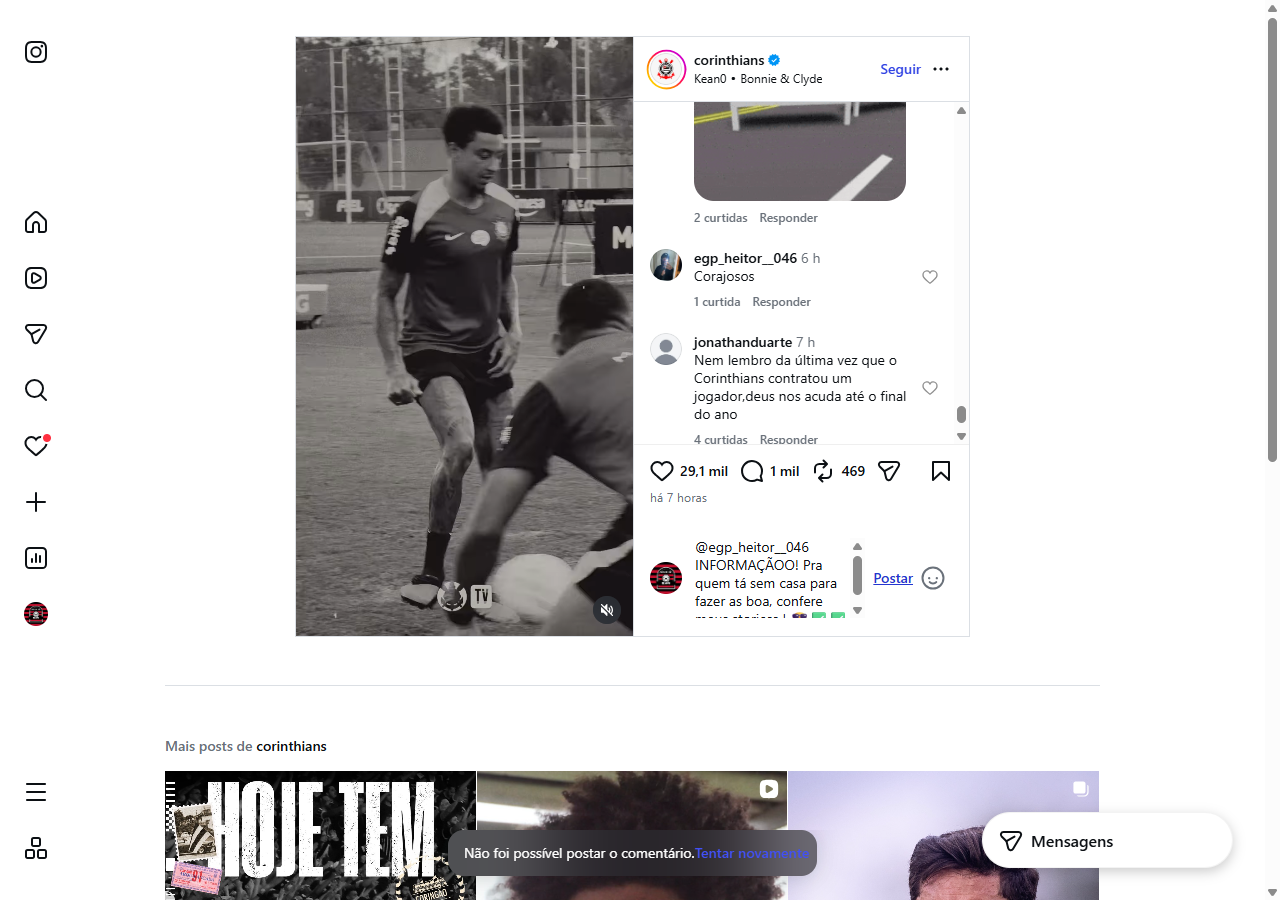 corinthians
Kean0 • Bonnie & Clyde
Seguir
2 curtidas Responder
egp_heitor__046 6 h
Corajosos
1 curtida Responder
jonathanduarte 7 h
Nem lembro da última vez que o
Corinthians contratou um
jogador,deus nos acuda até o final
do ano
4 curtidas Responder
29,1 mil 1 mil 469
há 7 horas
@egp_heitor__046
INFORMAÇÃOO! Pra
quem tá sem casa para
fazer as boa, confere
Postar
TV
Mais posts de corinthians
HOJE TEM
Não foi possível postar o comentário.Tentar novamente
Mensagens